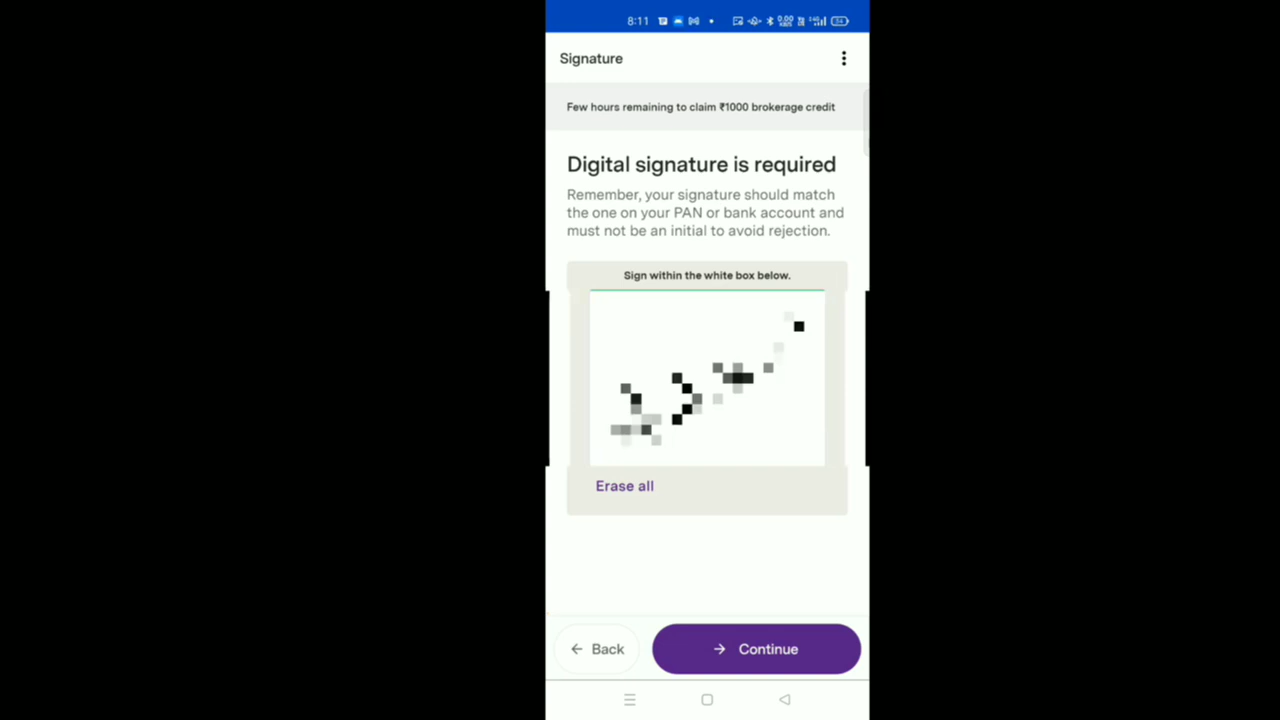 8:11
Signature
Few hours remaining to claim ₹1000 brokerage credit
Digital signature is required
Remember, your signature should match
the one on your PAN or bank account and
must not be an initial to avoid rejection.
Sign within the white box below.
Erase all
Back
Continue